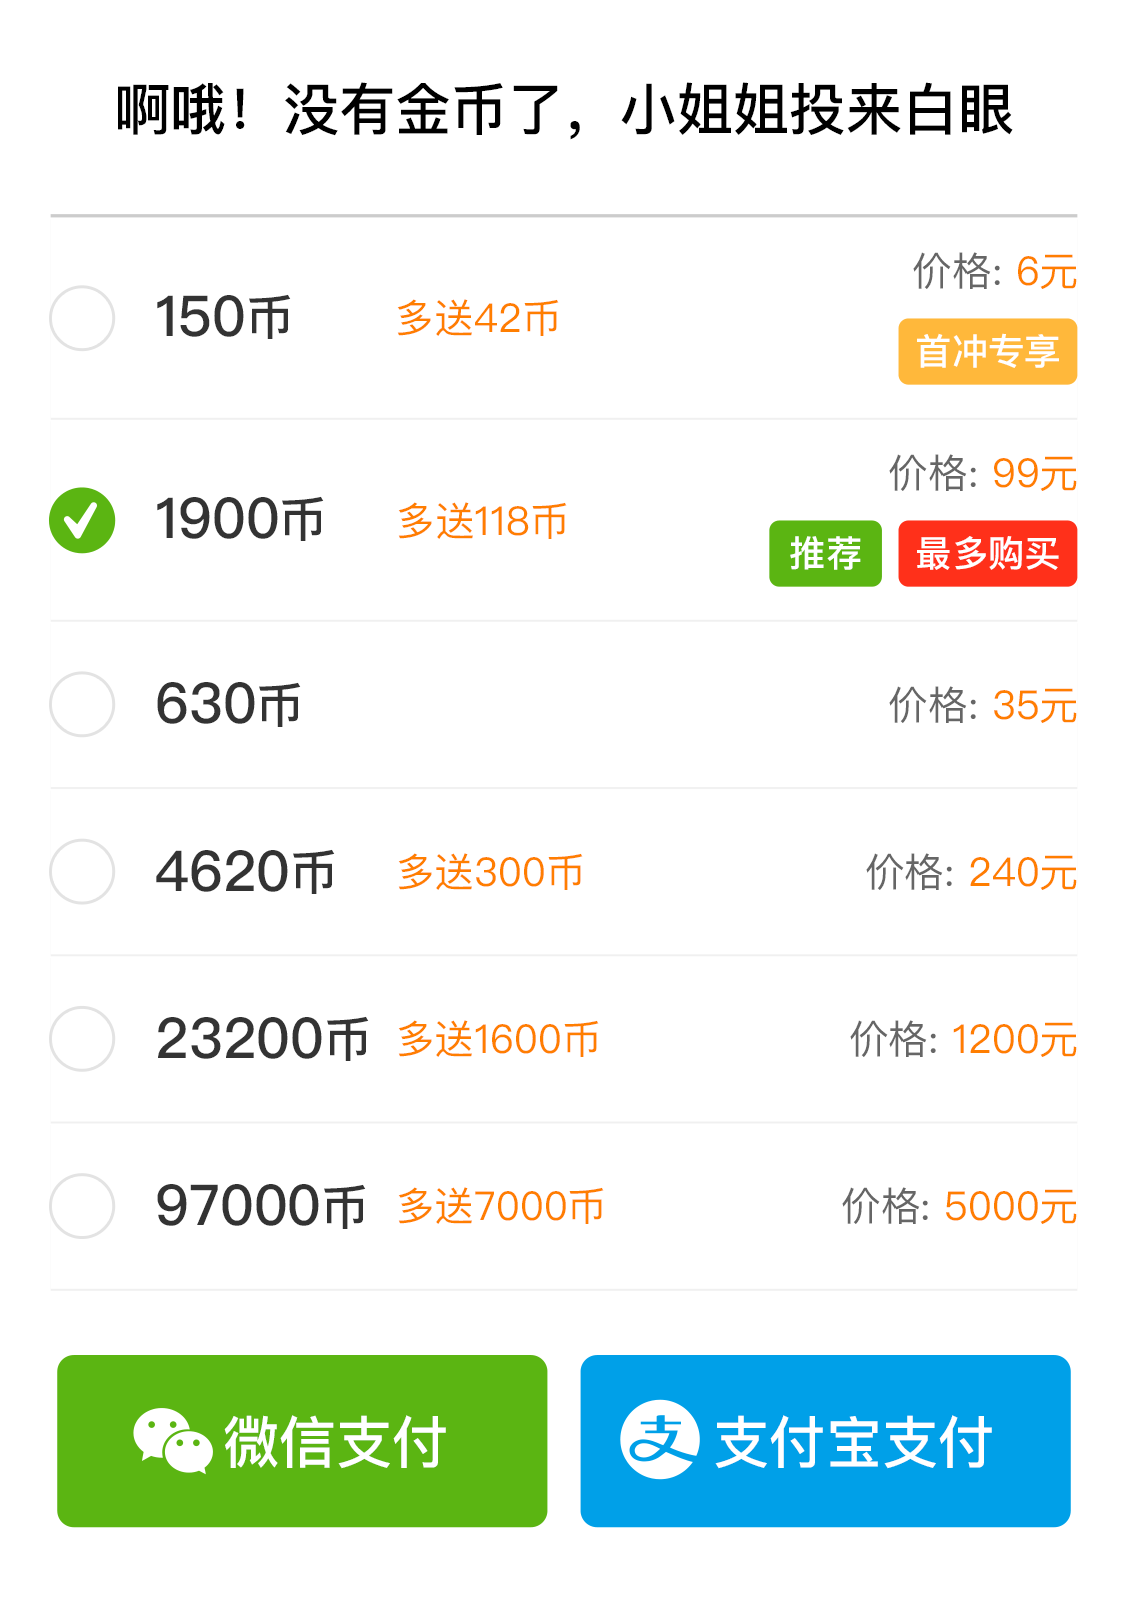 啊哦！没有金币了，小姐姐投来白眼
150币 多送42币 价格: 6元
首冲专享
1900币 多送118币 价格: 99元
推荐 最多购买
630币 价格: 35元
4620币 多送300币 价格: 240元
23200币 多送1600币 价格: 1200元
97000币 多送7000币 价格: 5000元
微信支付 支 支付宝支付